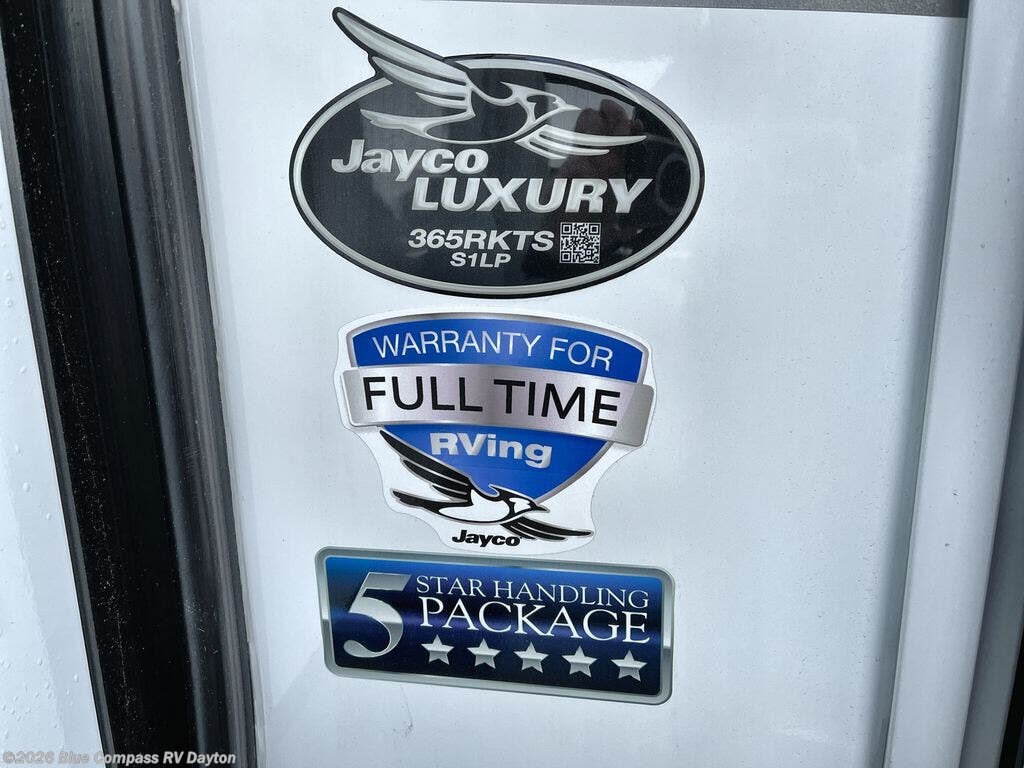 Jayco
LUXURY
365RKTS
S1LP
WARRANTY FOR
FULL TIME
RVing
Jayco
5 STAR HANDLING
PACKAGE
©2026 Blue Compass RV Dayton